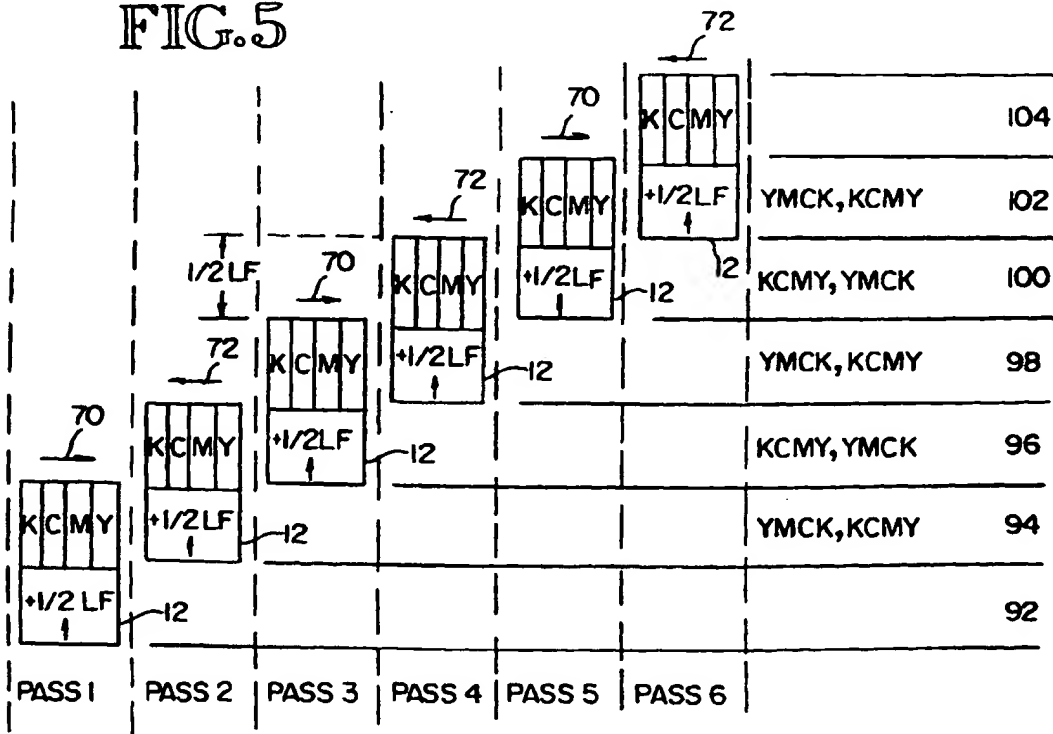 FIG.5
72
K C M Y
104
70
K C M Y
+1/2 LF
YMCK, KCMY
102
72
12
1/2 LF
K C M Y
+1/2 LF
12
KCMY, YMCK
100
70
K C M Y
+1/2 LF
12
YMCK, KCMY
98
72
K C M Y
+1/2 LF
12
KCMY, YMCK
96
70
K C M Y
+1/2 LF
12
YMCK, KCMY
94
+1/2 LF
12
92
PASS 1 PASS 2 PASS 3 PASS 4 PASS 5 PASS 6